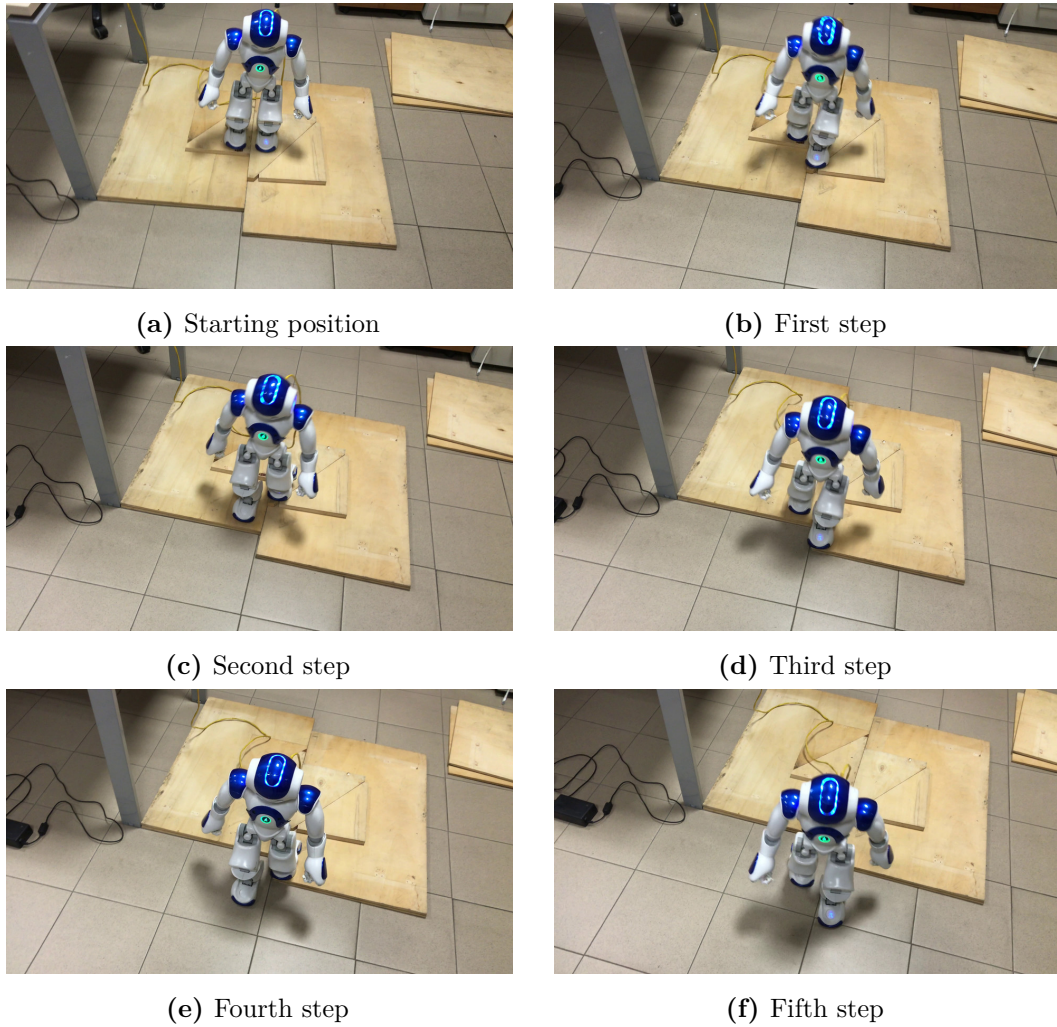 (a) Starting position
(b) First step
(c) Second step
(d) Third step
(e) Fourth step
(f) Fifth step